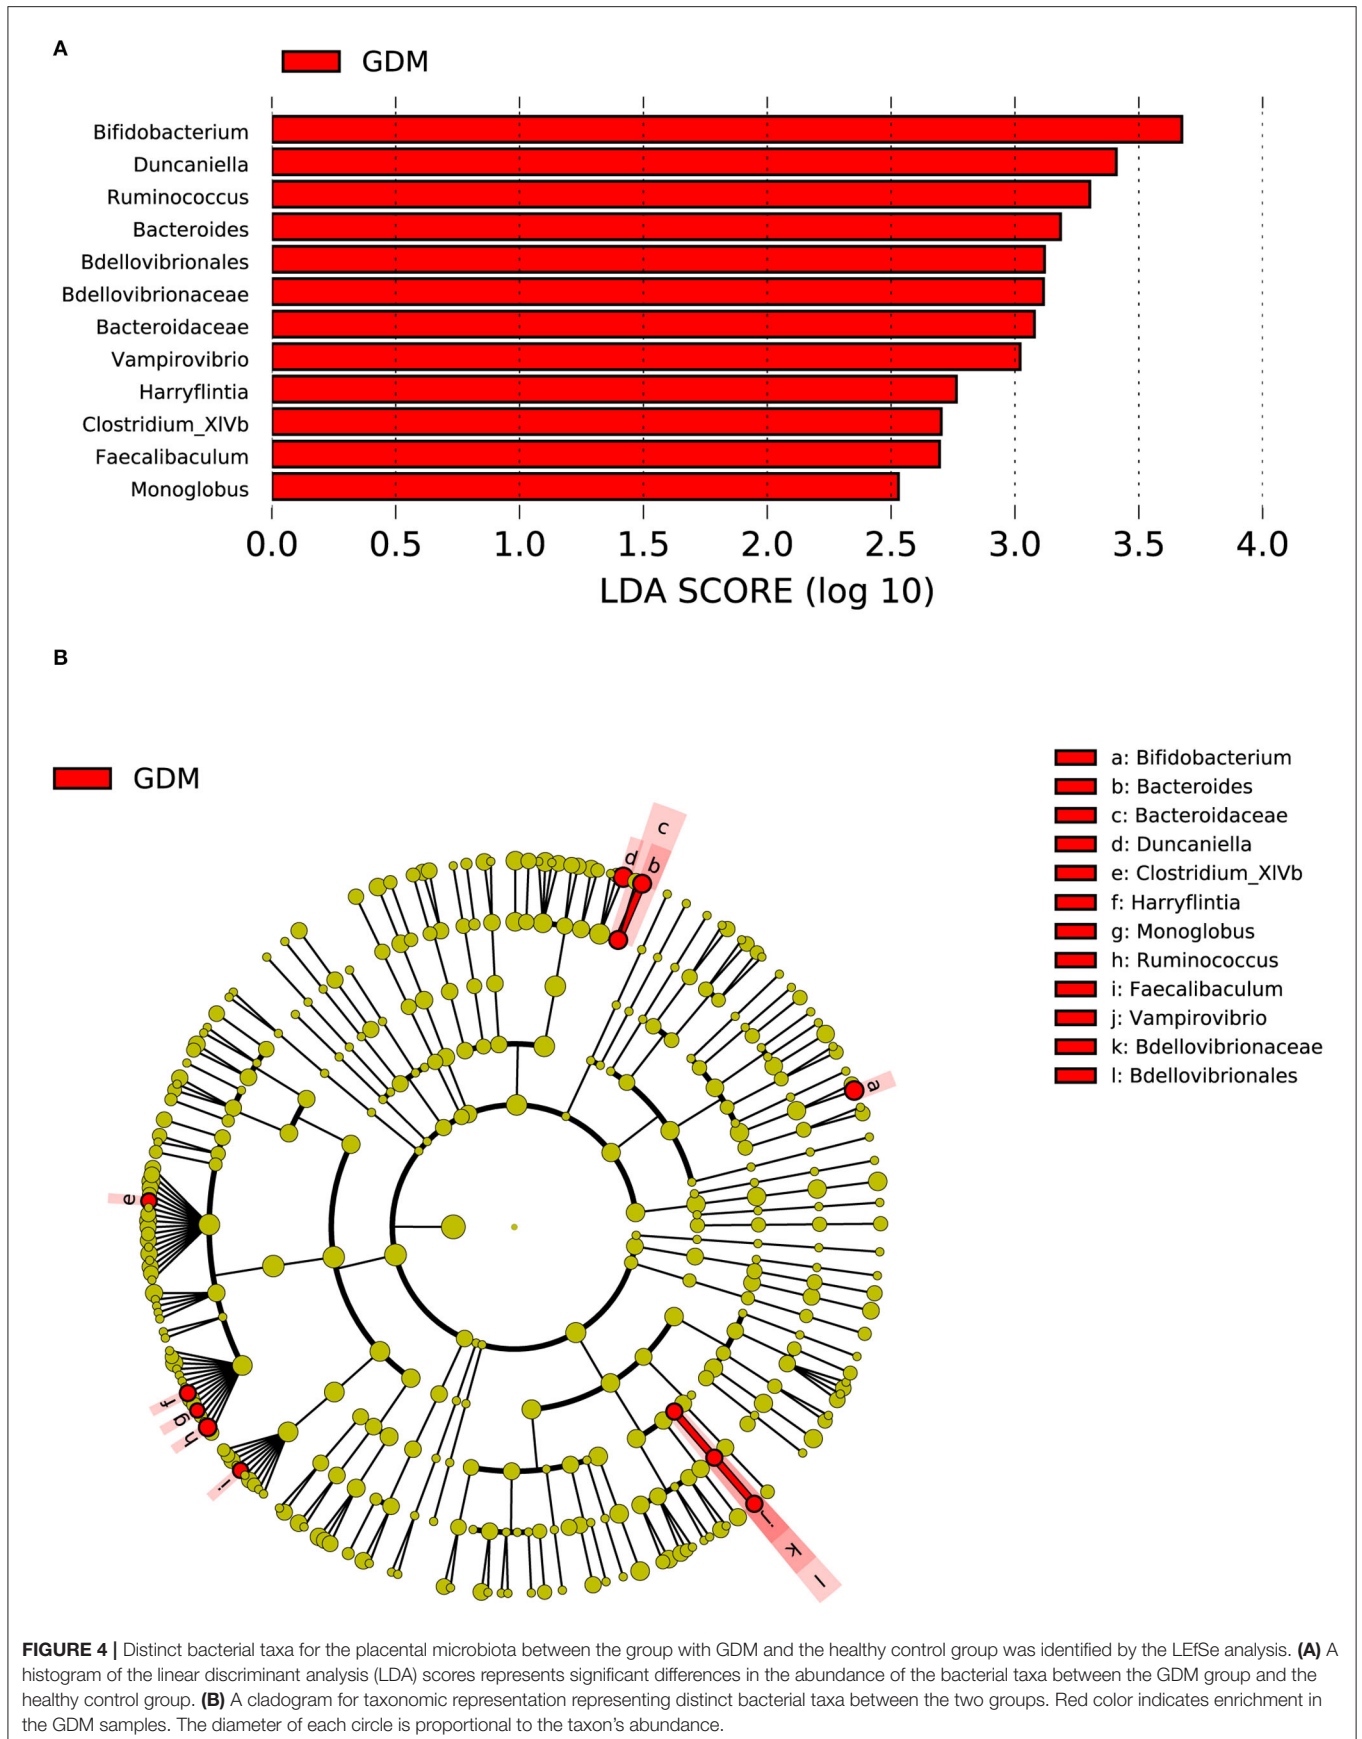 A
GDM
Bifidobacterium
Duncaniella
Ruminococcus
Bacteroides
Bdellovibrionales
Bdellovibrionaceae
Bacteroidaceae
Vampirovibrio
Harryflintia
Clostridium_XlVb
Faecalibaculum
Monoglobus
0.0 0.5 1.0 1.5 2.0 2.5 3.0 3.5 4.0
LDA SCORE (log 10)
B
GDM
a: Bifidobacterium
b: Bacteroides
c: Bacteroidaceae
d: Duncaniella
e: Clostridium_XlVb
f: Harryflintia
g: Monoglobus
h: Ruminococcus
i: Faecalibaculum
j: Vampirovibrio
k: Bdellovibrionaceae
l: Bdellovibrionales
c
d
b
a
e
f
g
h
i
j
k
l
FIGURE 4 | Distinct bacterial taxa for the placental microbiota between the group with GDM and the healthy control group was identified by the LEfSe analysis. (A) A
histogram of the linear discriminant analysis (LDA) scores represents significant differences in the abundance of the bacterial taxa between the GDM group and the
healthy control group. (B) A cladogram for taxonomic representation representing distinct bacterial taxa between the two groups. Red color indicates enrichment in
the GDM samples. The diameter of each circle is proportional to the taxon's abundance.